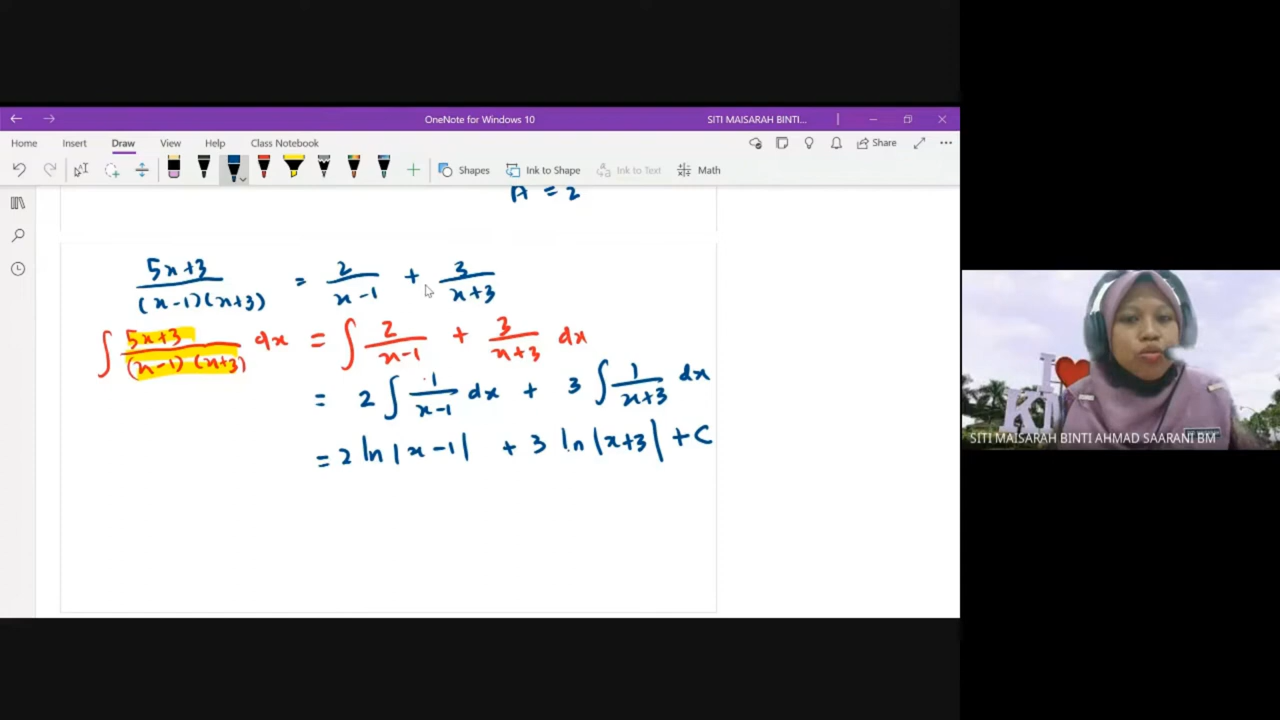 OneNote for Windows 10
SITI MAISARAH BINTI...
Home Insert Draw View Help Class Notebook
Share
Shapes Ink to Shape Ink to Text Math
A = 2
(5x+3)/((x-1)(x+3)) = 2/(x-1) + 3/(x+3)
∫ (5x+3)/((x-1)(x+3)) dx = ∫ 2/(x-1) + 3/(x+3) dx
= 2 ∫ 1/(x-1) dx + 3 ∫ 1/(x+3) dx
= 2 ln|x-1| + 3 ln|x+3| + C
I
KM
SITI MAISARAH BINTI AHMAD SAARANI BM